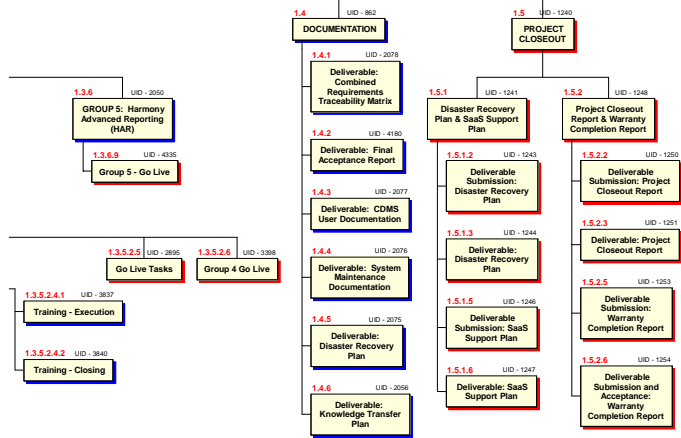 1.4 UID - 862
DOCUMENTATION
1.4.1 UID - 2078
Deliverable:
Combined
Requirements
Traceability Matrix
1.4.2 UID - 4180
Deliverable: Final
Acceptance Report
1.4.3 UID - 2077
Deliverable: CDMS
User Documentation
1.4.4 UID - 2076
Deliverable: System
Maintenance
Documentation
1.4.5 UID - 2075
Deliverable:
Disaster Recovery
Plan
1.4.6 UID - 2056
Deliverable:
Knowledge Transfer
Plan
1.3.6 UID - 2050
GROUP 5: Harmony
Advanced Reporting
(HAR)
1.3.6.9 UID - 4335
Group 5 - Go Live
1.3.5.2.5 UID - 2895
Go Live Tasks
1.3.5.2.6 UID - 3398
Group 4 Go Live
1.3.5.2.4.1 UID - 3837
Training - Execution
1.3.5.2.4.2 UID - 3840
Training - Closing
1.5 UID - 1240
PROJECT
CLOSEOUT
1.5.1 UID - 1241
Disaster Recovery
Plan & SaaS Support
Plan
1.5.1.2 UID - 1243
Deliverable
Submission:
Disaster Recovery
Plan
1.5.1.3 UID - 1244
Deliverable:
Disaster Recovery
Plan
1.5.1.5 UID - 1246
Deliverable
Submission: SaaS
Support Plan
1.5.1.6 UID - 1247
Deliverable: SaaS
Support Plan
1.5.2 UID - 1248
Project Closeout
Report & Warranty
Completion Report
1.5.2.2 UID - 1250
Deliverable
Submission: Project
Closeout Report
1.5.2.3 UID - 1251
Deliverable: Project
Closeout Report
1.5.2.5 UID - 1253
Deliverable
Submission:
Warranty
Completion Report
1.5.2.6 UID - 1254
Deliverable
Submission and
Acceptance:
Warranty
Completion Report